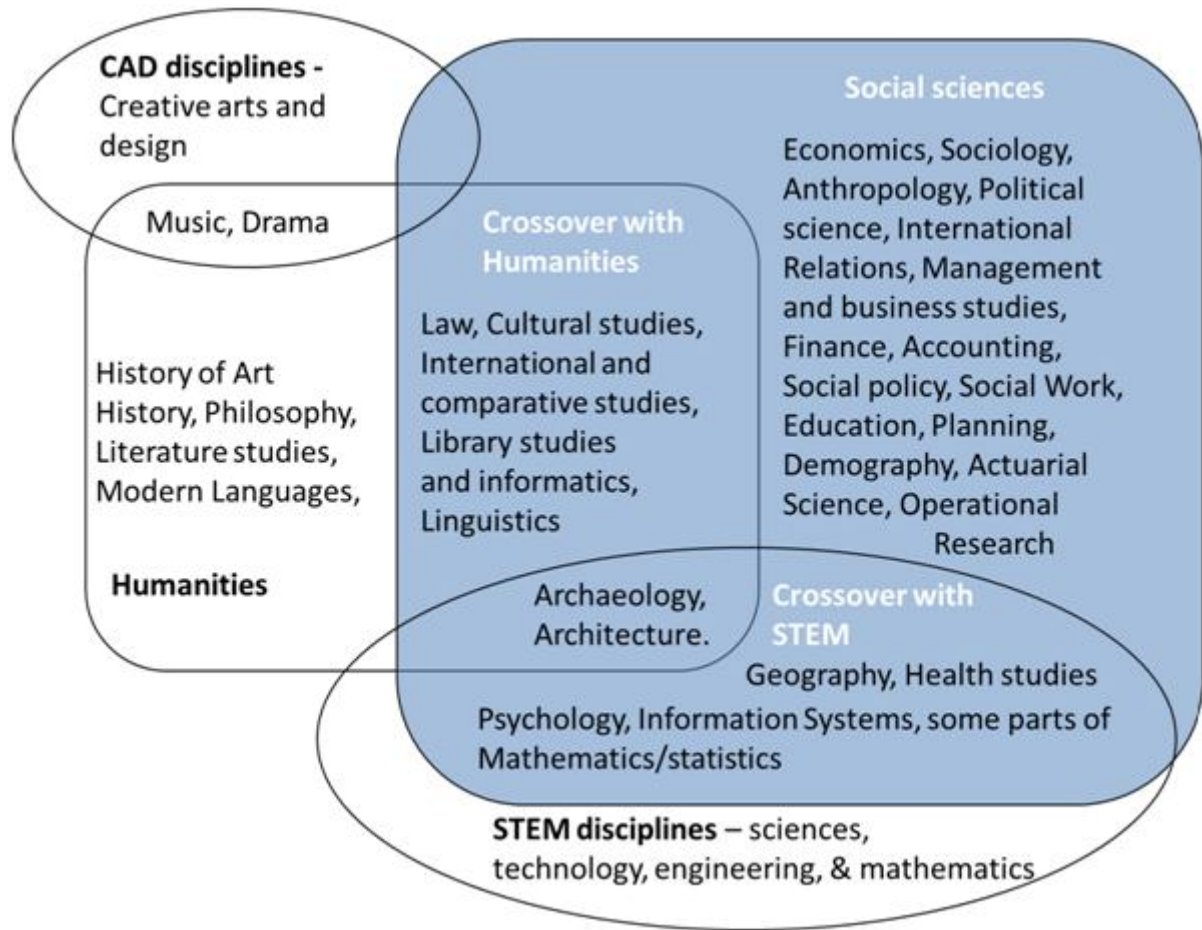 CAD disciplines -
Creative arts and
design
Music, Drama
History of Art
History, Philosophy,
Literature studies,
Modern Languages,
Humanities
Crossover with
Humanities
Law, Cultural studies,
International and
comparative studies,
Library studies
and informatics,
Linguistics
Archaeology,
Architecture.
Social sciences
Economics, Sociology,
Anthropology, Political
science, International
Relations, Management
and business studies,
Finance, Accounting,
Social policy, Social Work,
Education, Planning,
Demography, Actuarial
Science, Operational
Research
Crossover with
STEM
Geography, Health studies
Psychology, Information Systems, some parts of
Mathematics/statistics
STEM disciplines – sciences,
technology, engineering, & mathematics